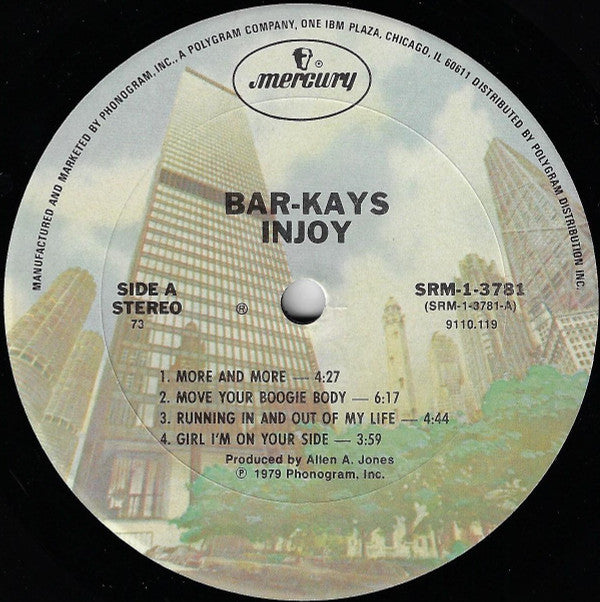 MANUFACTURED AND MARKETED BY PHONOGRAM, INC., A POLYGRAM COMPANY, ONE IBM PLAZA, CHICAGO, IL 60611 DISTRIBUTED BY POLYGRAM DISTRIBUTION INC.
mercury ®
BAR-KAYS
INJOY
SIDE A
STEREO
73
℗
SRM-1-3781
(SRM-1-3781-A)
9110.119
1. MORE AND MORE — 4:27
2. MOVE YOUR BOOGIE BODY — 6:17
3. RUNNING IN AND OUT OF MY LIFE — 4:44
4. GIRL I'M ON YOUR SIDE — 3:59
Produced by Allen A. Jones
℗ 1979 Phonogram, Inc.